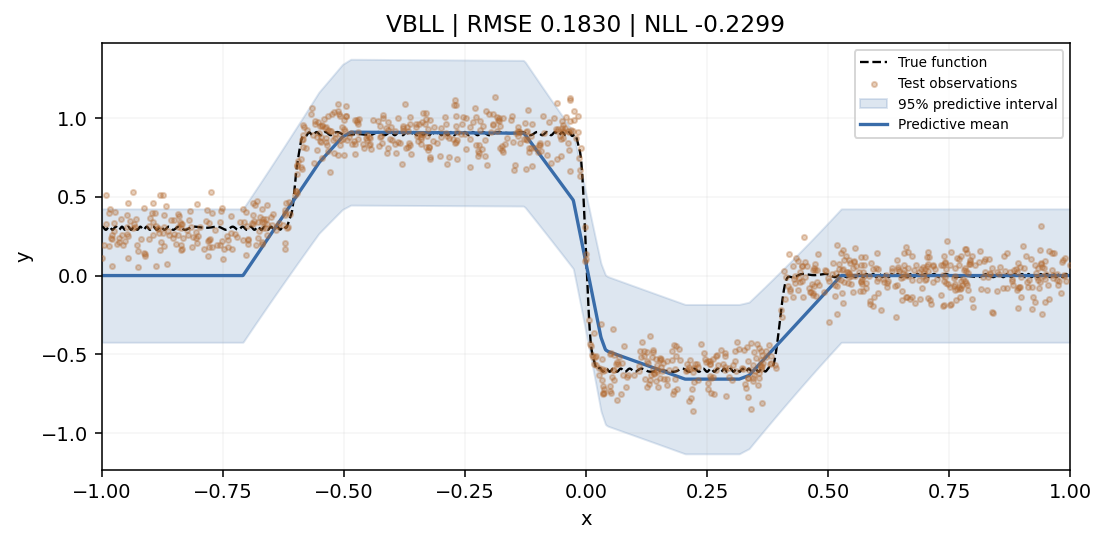 VBLL | RMSE 0.1830 | NLL -0.2299
True function
Test observations
95% predictive interval
Predictive mean
y
1.0
0.5
0.0
−0.5
−1.0
−1.00
−0.75
−0.50
−0.25
0.00
0.25
0.50
0.75
1.00
x